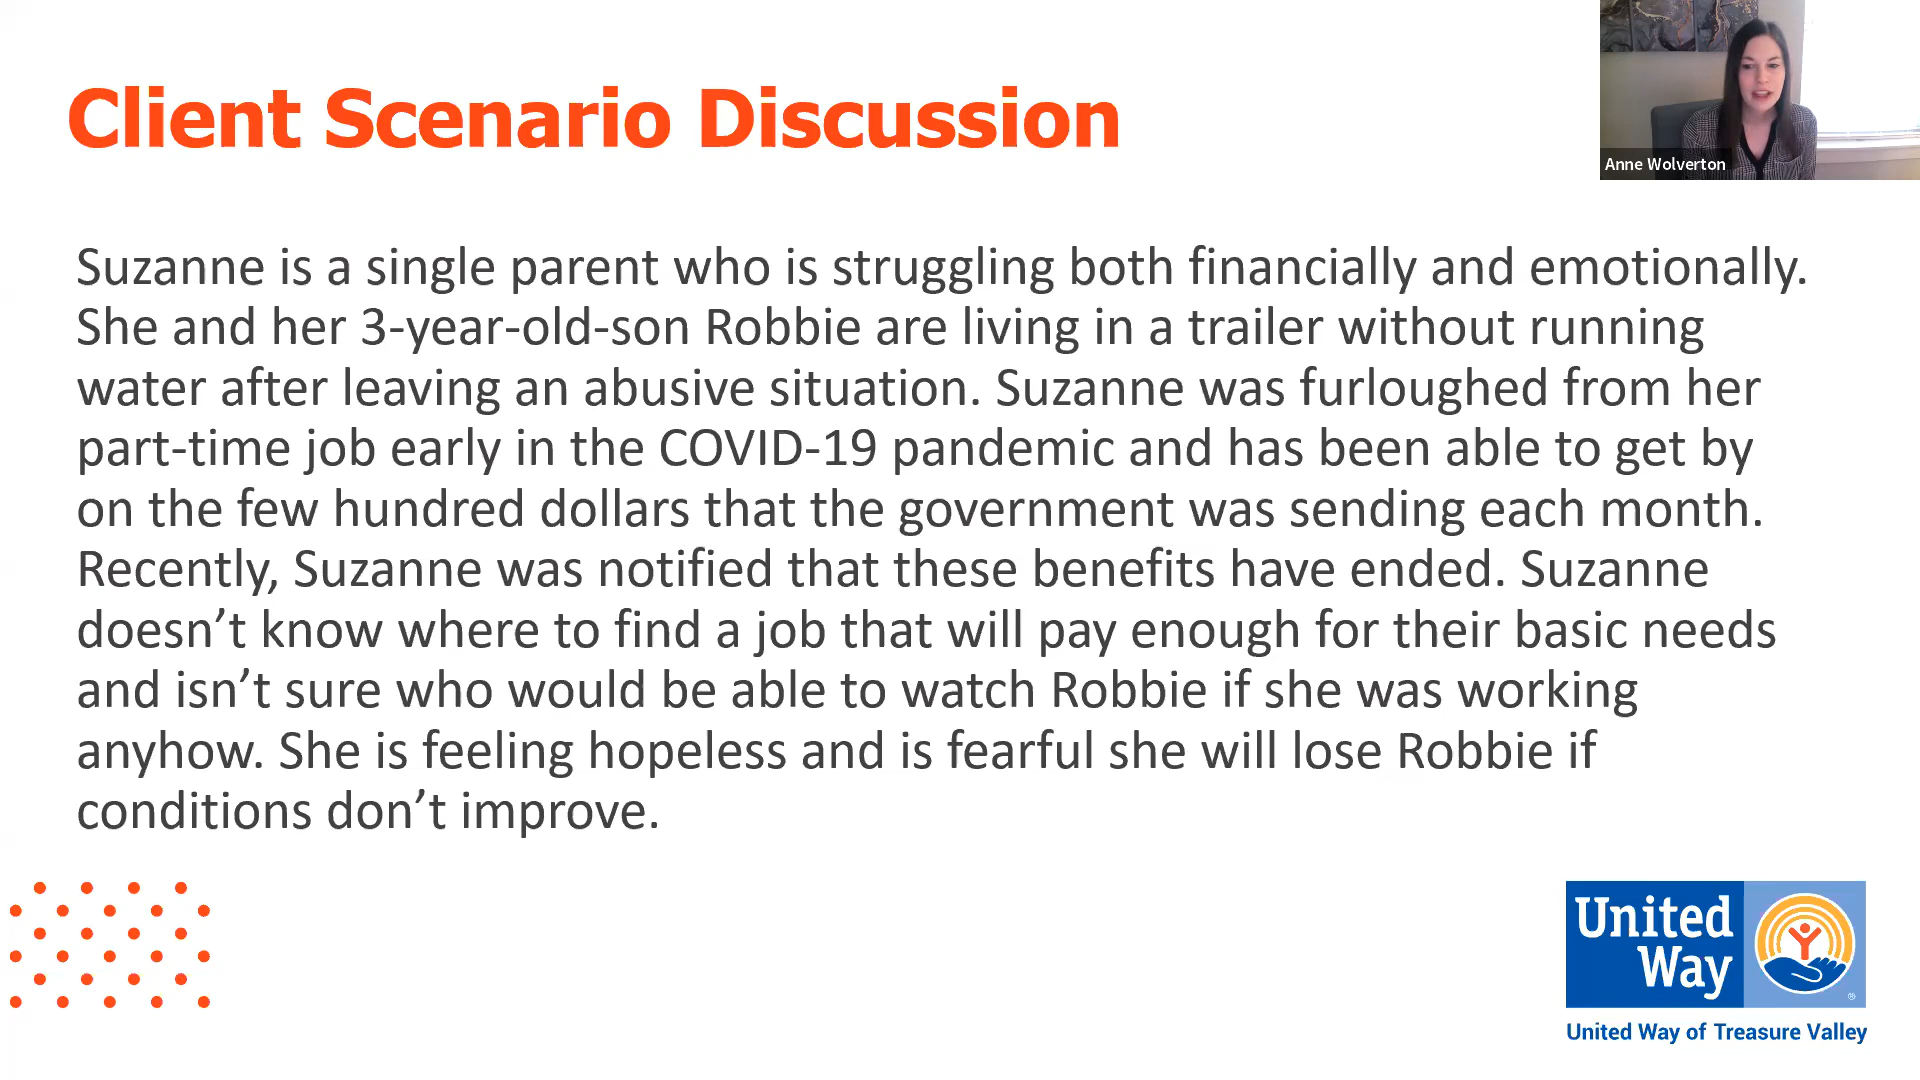 Client Scenario Discussion
Anne Wolverton
Suzanne is a single parent who is struggling both financially and emotionally.
She and her 3-year-old-son Robbie are living in a trailer without running
water after leaving an abusive situation. Suzanne was furloughed from her
part-time job early in the COVID-19 pandemic and has been able to get by
on the few hundred dollars that the government was sending each month.
Recently, Suzanne was notified that these benefits have ended. Suzanne
doesn’t know where to find a job that will pay enough for their basic needs
and isn’t sure who would be able to watch Robbie if she was working
anyhow. She is feeling hopeless and is fearful she will lose Robbie if
conditions don’t improve.
United
Way
®
United Way of Treasure Valley